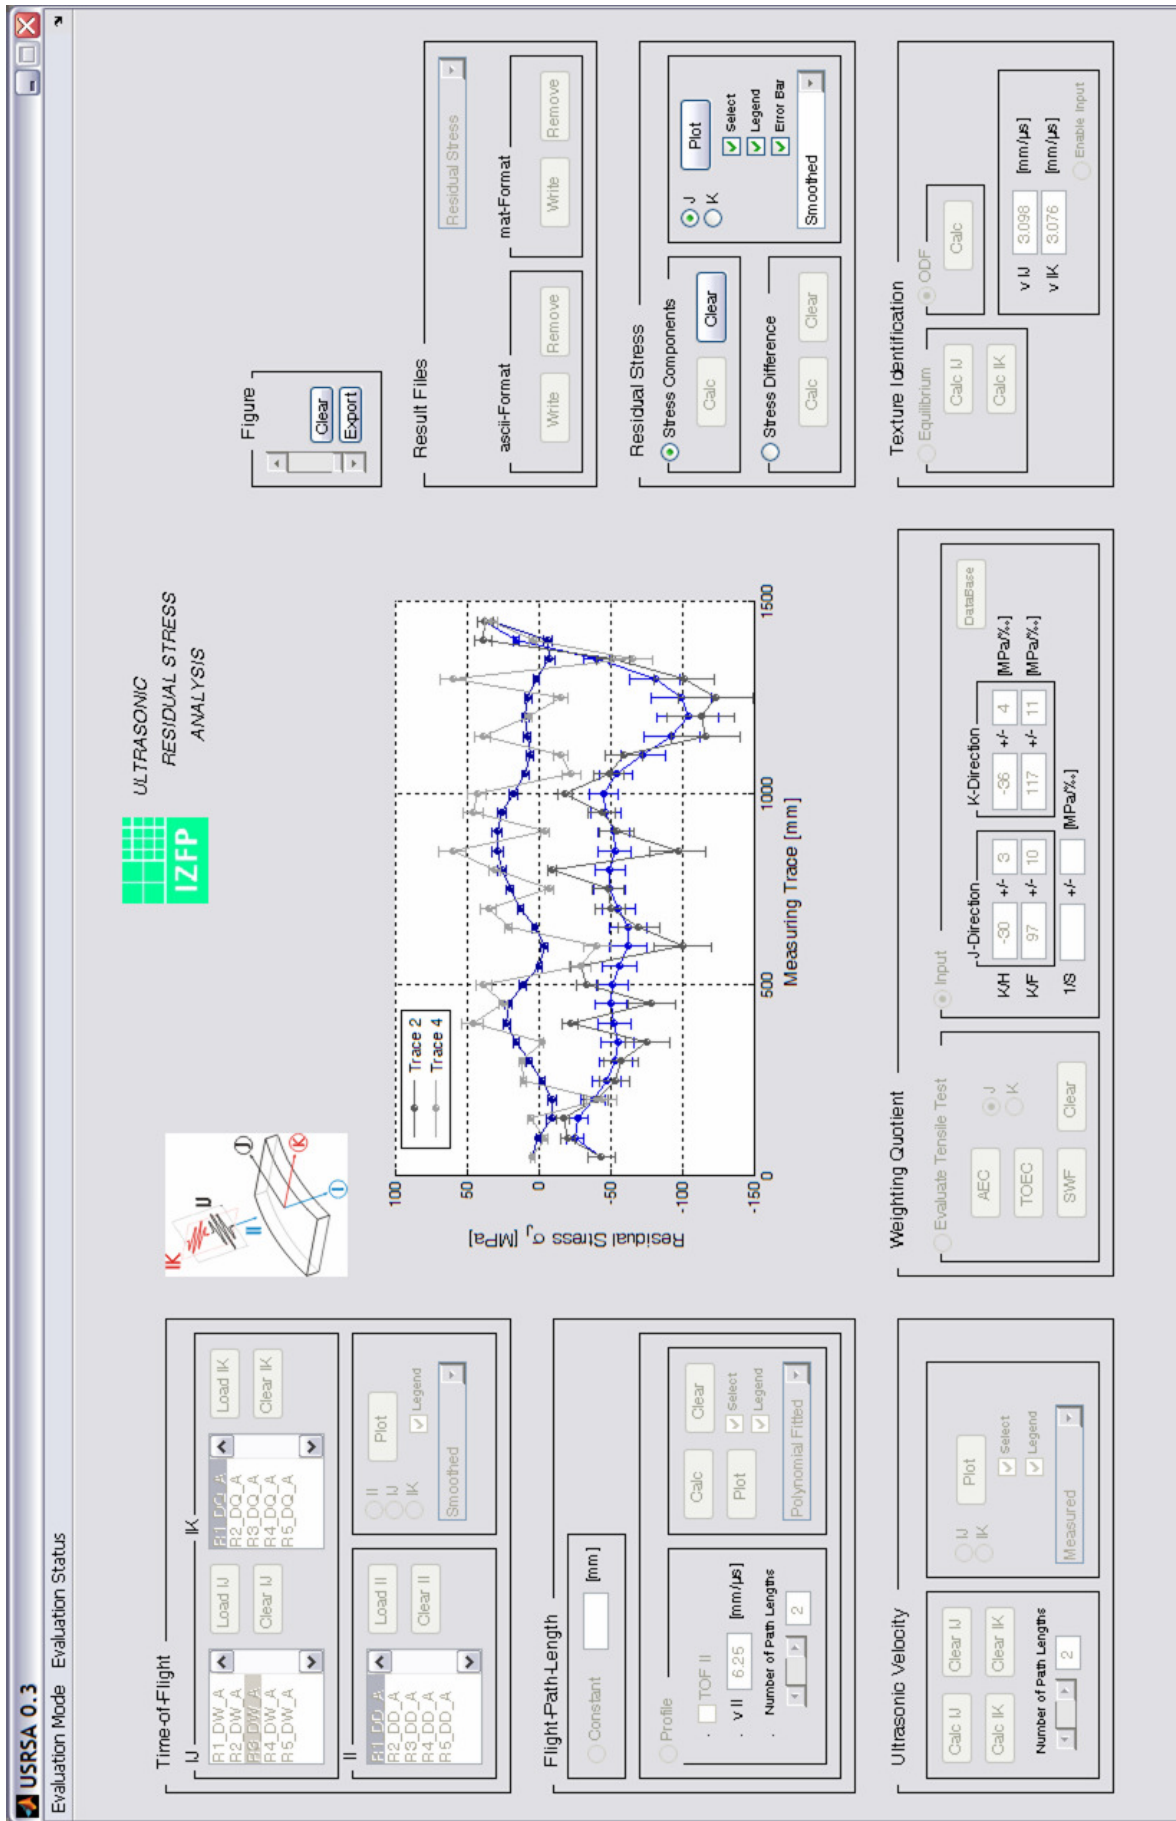 USRSA 0.3
Evaluation Mode Evaluation Status
Time-of-Flight
IJ
R1_DW_A
R2_DW_A
R3_DW_A
R4_DW_A
R5_DW_A
Load IJ
Clear IJ
IK
R1_DQ_A
R2_DQ_A
R3_DQ_A
R4_DQ_A
R5_DQ_A
Load IK
Clear IK
II
R1_DD_A
R2_DD_A
R3_DD_A
R4_DD_A
R5_DD_A
Load II
Clear II
II
IJ
IK
Plot
Legend
Smoothed
Flight-Path-Length
Constant
[mm]
Profile
TOF II
v II 6.25 [mm/µs]
Number of Path Lengths
2
Calc Clear
Plot
Select
Legend
Polynomial Fitted
Ultrasonic Velocity
Calc IJ Clear IJ
Calc IK Clear IK
Number of Path Lengths
2
IJ
IK
Plot
Select
Legend
Measured
IK
IJ
II
J
K
I
IZFP
ULTRASONIC
RESIDUAL STRESS
ANALYSIS
Trace 2
Trace 4
100
50
0
-50
-100
-150
Residual Stress σJ [MPa]
0 500 1000 1500
Measuring Trace [mm]
Weighting Quotient
Evaluate Tensile Test
AEC
TOEC
SWF
J
K
Clear
Input
DataBase
J-Direction
K-Direction
K/H -30 +/- 3 -36 +/- 4 [MPa/‰]
K/F 97 +/- 10 117 +/- 11 [MPa/‰]
1/S +/- [MPa/‰]
Figure
Clear
Export
Result Files
Residual Stress
ascii-Format
Write Remove
mat-Format
Write Remove
Residual Stress
Stress Components
Calc Clear
Stress Difference
Calc Clear
J
K
Plot
Select
Legend
Error Bar
Smoothed
Texture Identification
Equilibrium
Calc IJ
Calc IK
ODF
Calc
v IJ 3.098 [mm/µs]
v IK 3.076 [mm/µs]
Enable Input